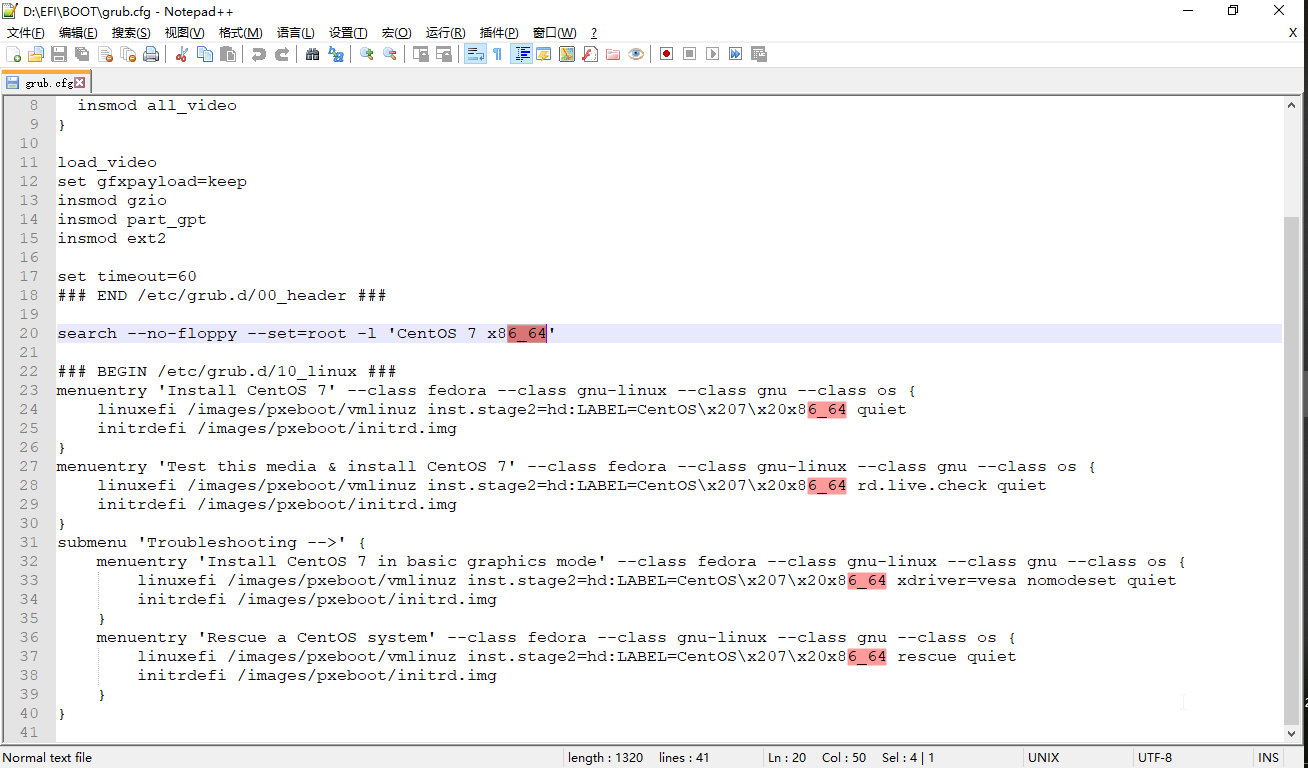 D:\EFI\BOOT\grub.cfg - Notepad++
文件(F) 编辑(E) 搜索(S) 视图(V) 格式(M) 语言(L) 设置(T) 宏(O) 运行(R) 插件(P) 窗口(W) ? X
grub.cfg
8 insmod all_video
9 }
10
11 load_video
12 set gfxpayload=keep
13 insmod gzio
14 insmod part_gpt
15 insmod ext2
16
17 set timeout=60
18 ### END /etc/grub.d/00_header ###
19
20 search --no-floppy --set=root -l 'CentOS 7 x86_64'
21
22 ### BEGIN /etc/grub.d/10_linux ###
23 menuentry 'Install CentOS 7' --class fedora --class gnu-linux --class gnu --class os {
24 linuxefi /images/pxeboot/vmlinuz inst.stage2=hd:LABEL=CentOS\x207\x20x86_64 quiet
25 initrdefi /images/pxeboot/initrd.img
26 }
27 menuentry 'Test this media & install CentOS 7' --class fedora --class gnu-linux --class gnu --class os {
28 linuxefi /images/pxeboot/vmlinuz inst.stage2=hd:LABEL=CentOS\x207\x20x86_64 rd.live.check quiet
29 initrdefi /images/pxeboot/initrd.img
30 }
31 submenu 'Troubleshooting -->' {
32 menuentry 'Install CentOS 7 in basic graphics mode' --class fedora --class gnu-linux --class gnu --class os {
33 linuxefi /images/pxeboot/vmlinuz inst.stage2=hd:LABEL=CentOS\x207\x20x86_64 xdriver=vesa nomodeset quiet
34 initrdefi /images/pxeboot/initrd.img
35 }
36 menuentry 'Rescue a CentOS system' --class fedora --class gnu-linux --class gnu --class os {
37 linuxefi /images/pxeboot/vmlinuz inst.stage2=hd:LABEL=CentOS\x207\x20x86_64 rescue quiet
38 initrdefi /images/pxeboot/initrd.img
39 }
40 }
41
Normal text file length : 1320 lines : 41 Ln : 20 Col : 50 Sel : 4 | 1 UNIX UTF-8 INS